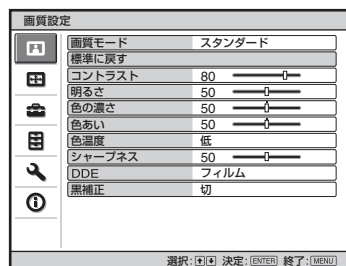 画質設定
画質モード スタンダード
標準に戻す
コントラスト 80
明るさ 50
色の濃さ 50
色あい 50
色温度 低
シャープネス 50
DDE フィルム
黒補正 切
選択:↑↓ 決定:ENTER 終了:MENU